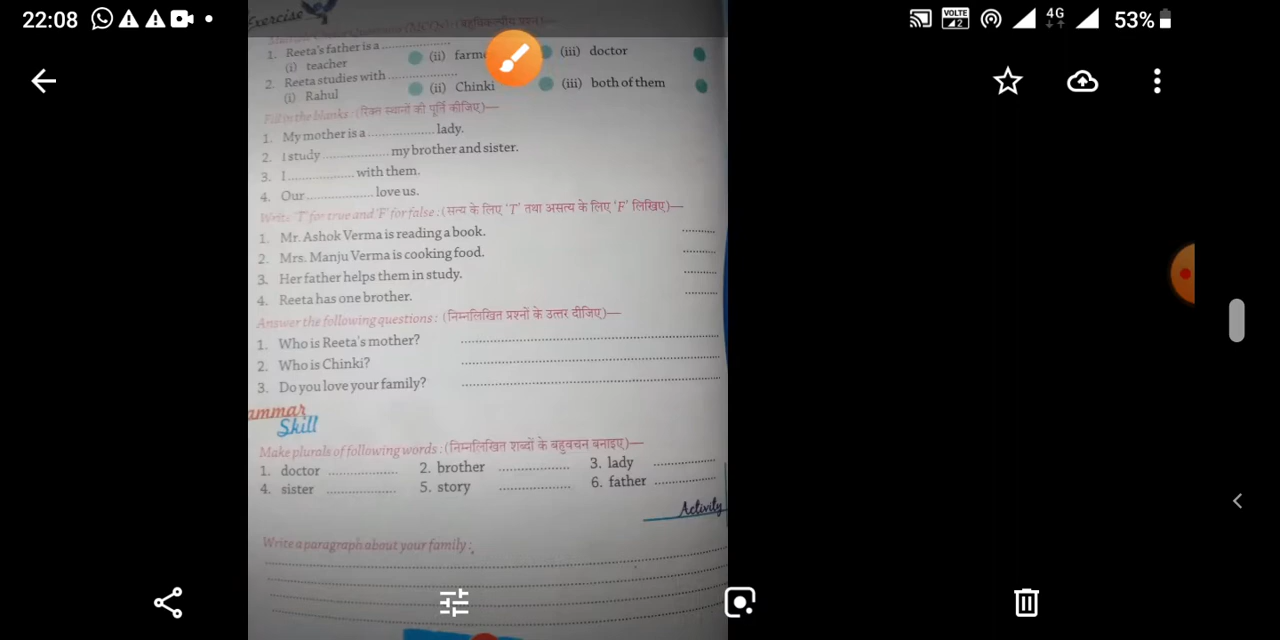 22:08
VOLTE
2
4G
53%
Exercise
1. Reeta's father is a ....................
(i) teacher (ii) farme (iii) doctor
2. Reeta studies with ....................
(i) Rahul (ii) Chinki (iii) both of them
Fill in the blanks : (रिक्त स्थानों की पूर्ति कीजिए)—
1. My mother is a .................... lady.
2. I study .................... my brother and sister.
3. I .................... with them.
4. Our .................... love us.
Write 'T' for true and 'F' for false : (सत्य के लिए 'T' तथा असत्य के लिए 'F' लिखिए)—
1. Mr. Ashok Verma is reading a book. ..........
2. Mrs. Manju Verma is cooking food. ..........
3. Her father helps them in study. ..........
4. Reeta has one brother. ..........
Answer the following questions : (निम्नलिखित प्रश्नों के उत्तर दीजिए)—
1. Who is Reeta's mother? ....................
2. Who is Chinki? ....................
3. Do you love your family? ....................
ammar
Skill
Make plurals of following words : (निम्नलिखित शब्दों के बहुवचन बनाइए)—
1. doctor .................... 2. brother .................... 3. lady ....................
4. sister .................... 5. story .................... 6. father ....................
Activity
Write a paragraph about your family :